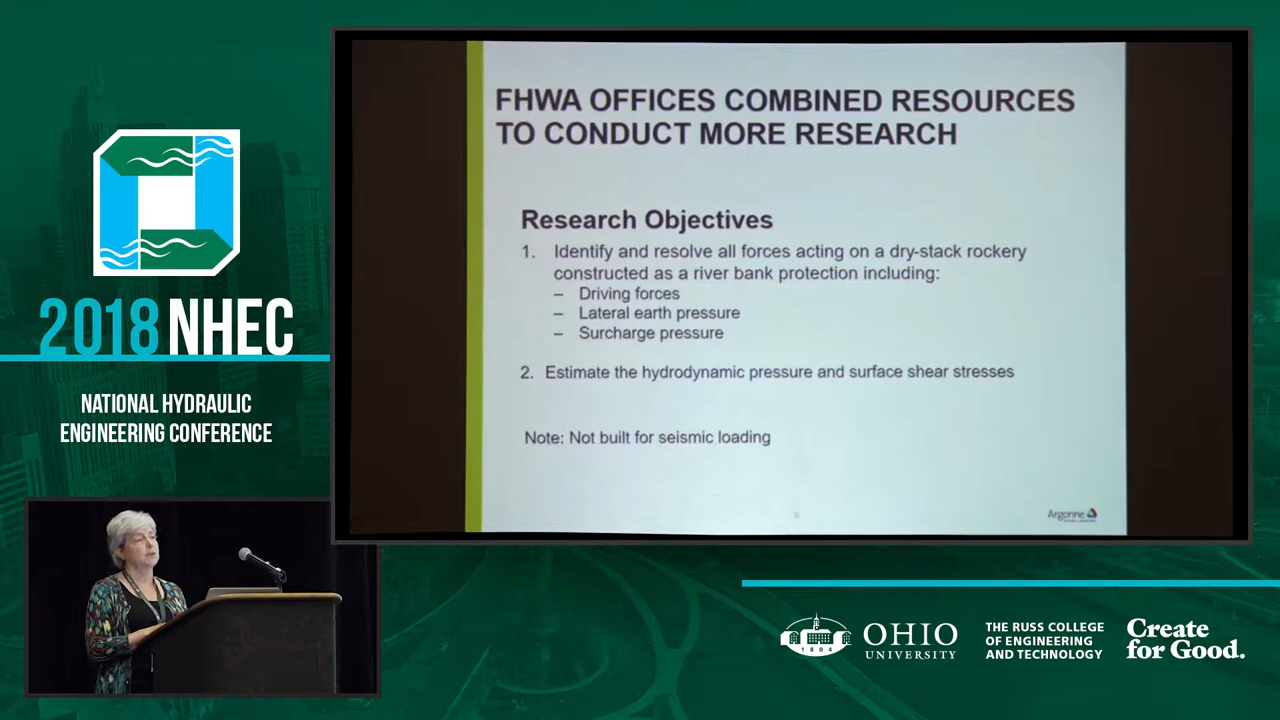 2018 NHEC
NATIONAL HYDRAULIC
ENGINEERING CONFERENCE
FHWA OFFICES COMBINED RESOURCES
TO CONDUCT MORE RESEARCH
Research Objectives
1. Identify and resolve all forces acting on a dry-stack rockery
constructed as a river bank protection including:
– Driving forces
– Lateral earth pressure
– Surcharge pressure
2. Estimate the hydrodynamic pressure and surface shear stresses
Note: Not built for seismic loading
Argonne
1804
OHIO
UNIVERSITY
THE RUSS COLLEGE
OF ENGINEERING
AND TECHNOLOGY
Create
for Good.